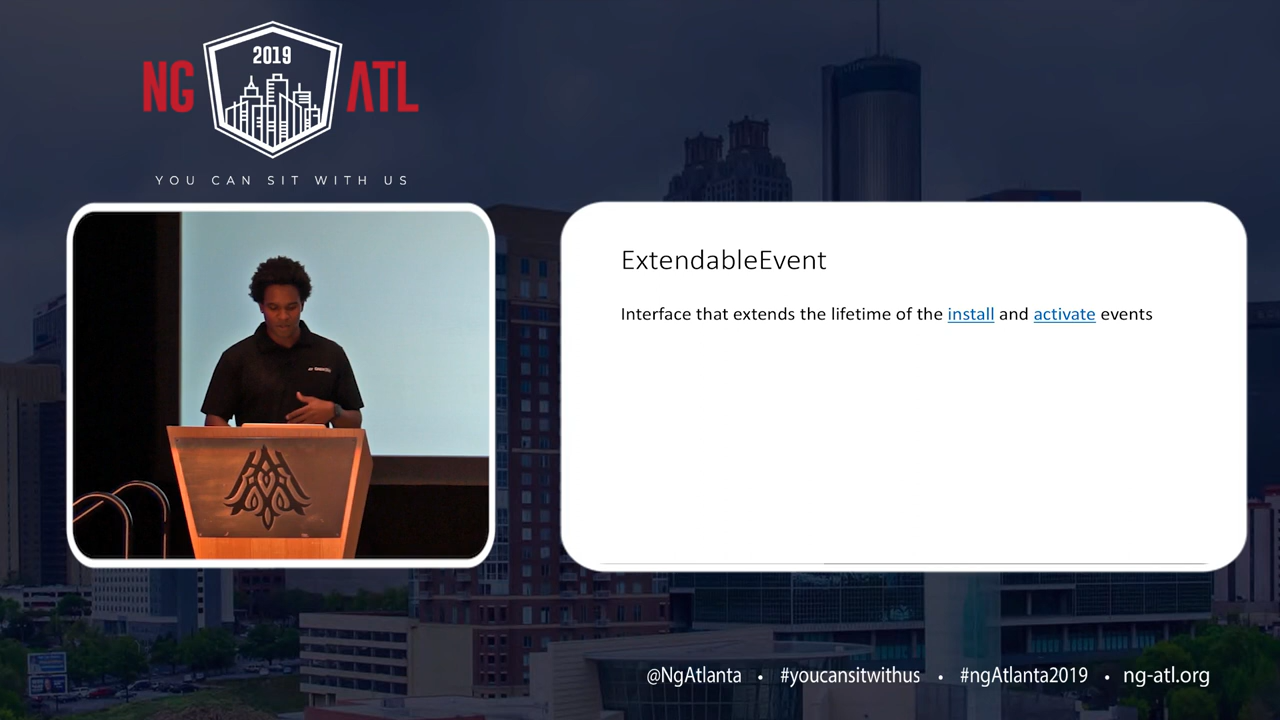 NG 2019 ATL
YOU CAN SIT WITH US
ExtendableEvent
Interface that extends the lifetime of the install and activate events
@NgAtlanta • #youcansitwithus • #ngAtlanta2019 • ng-atl.org